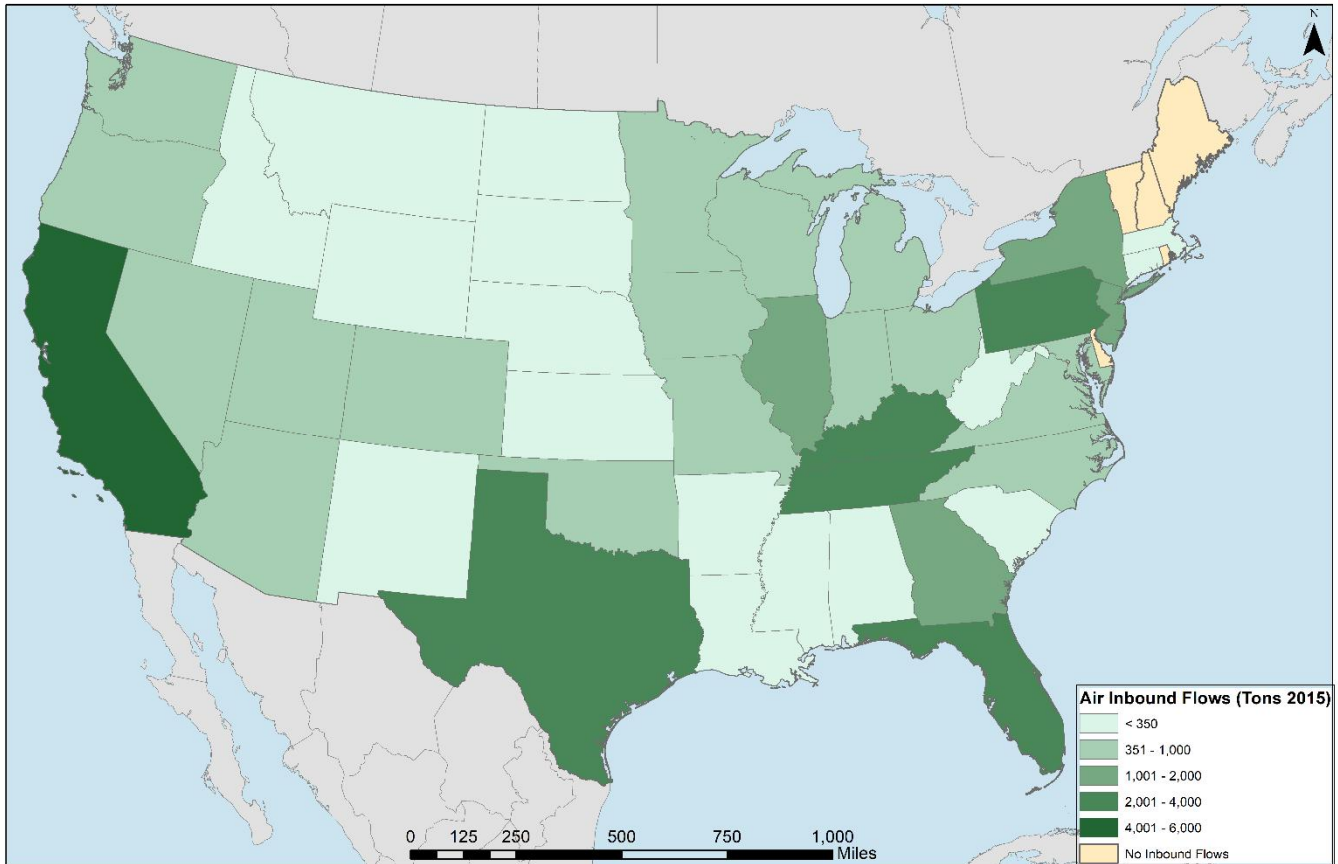 N
Air Inbound Flows (Tons 2015)
< 350
351 - 1,000
1,001 - 2,000
2,001 - 4,000
4,001 - 6,000
No Inbound Flows
0 125 250 500 750 1,000
Miles